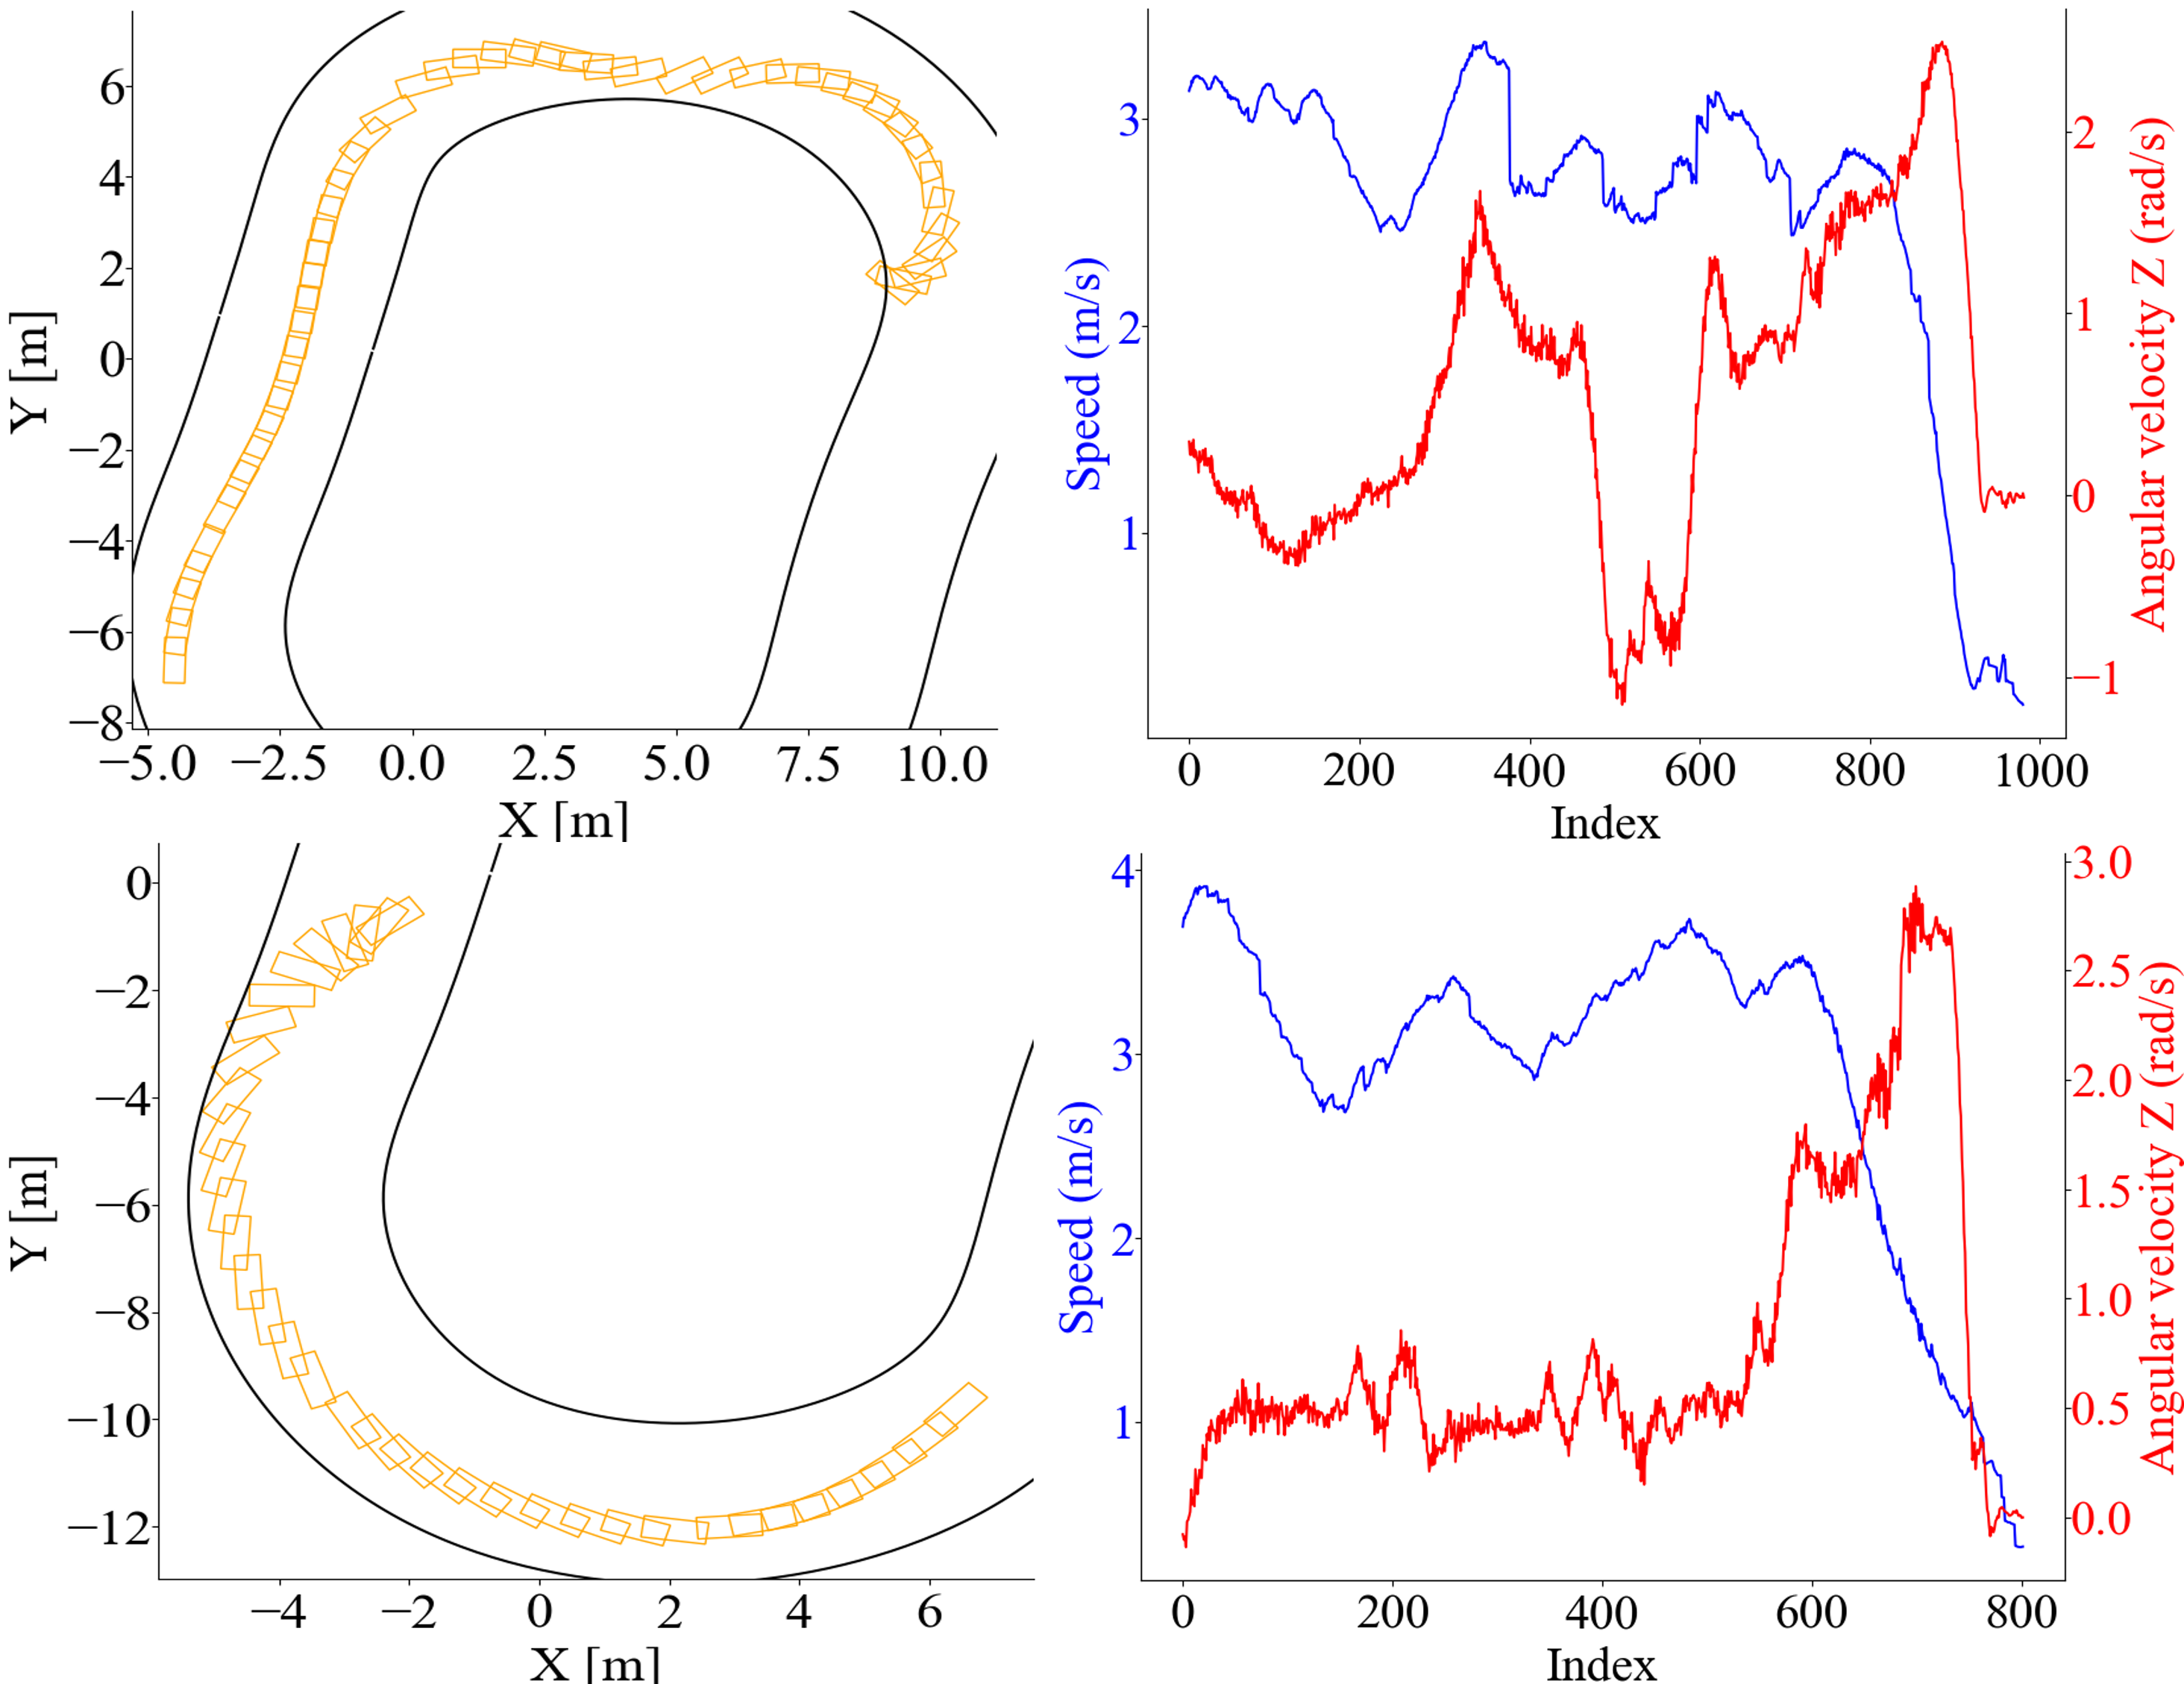 6
4
2
0
−2
−4
−6
−8
Y [m]
−5.0 −2.5 0.0 2.5 5.0 7.5 10.0
X [m]
3
2
1
Speed (m/s)
2
1
0
−1
Angular velocity Z (rad/s)
0 200 400 600 800 1000
Index
0
−2
−4
−6
−8
−10
−12
Y [m]
−4 −2 0 2 4 6
X [m]
4
3
2
1
Speed (m/s)
3.0
2.5
2.0
1.5
1.0
0.5
0.0
Angular velocity Z (rad/s)
0 200 400 600 800
Index